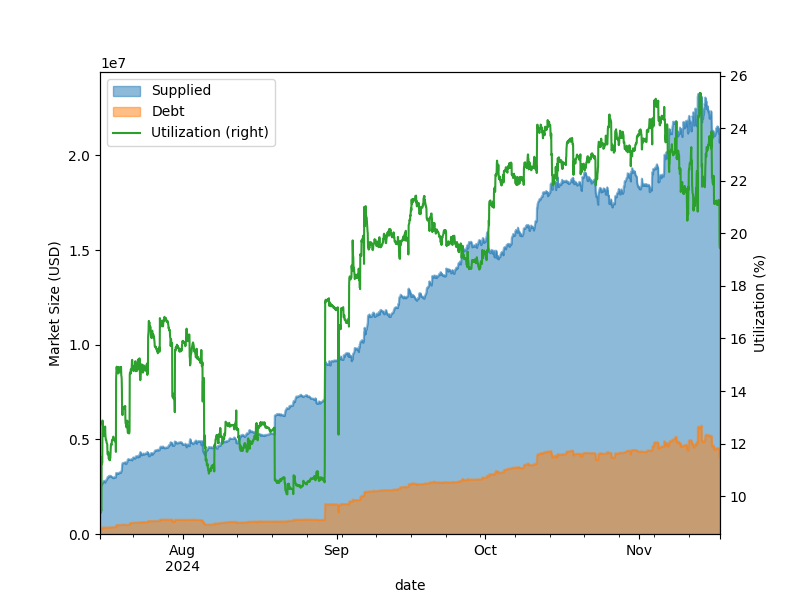 1e7
Supplied
Debt
Utilization (right)
2.0
1.5
1.0
0.5
0.0
Market Size (USD)
26
24
22
20
18
16
14
12
10
Utilization (%)
Aug
2024
Sep
Oct
Nov
date